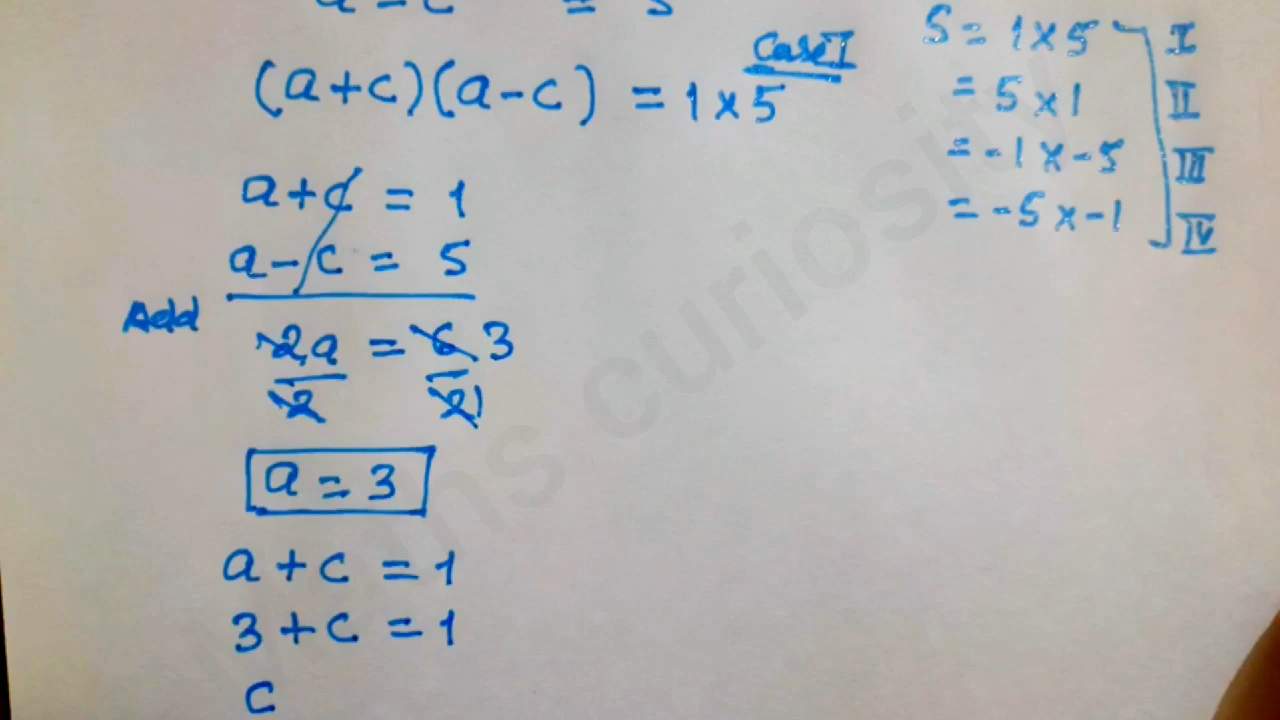 (a+c)(a-c) = 1×5
Case I
a+c = 1
a-c = 5
Add
2a = 6 3
2 2 1
a = 3
a + c = 1
3 + c = 1
c
5 = 1×5 I
= 5×1 II
= -1×-5 III
= -5×-1 IV